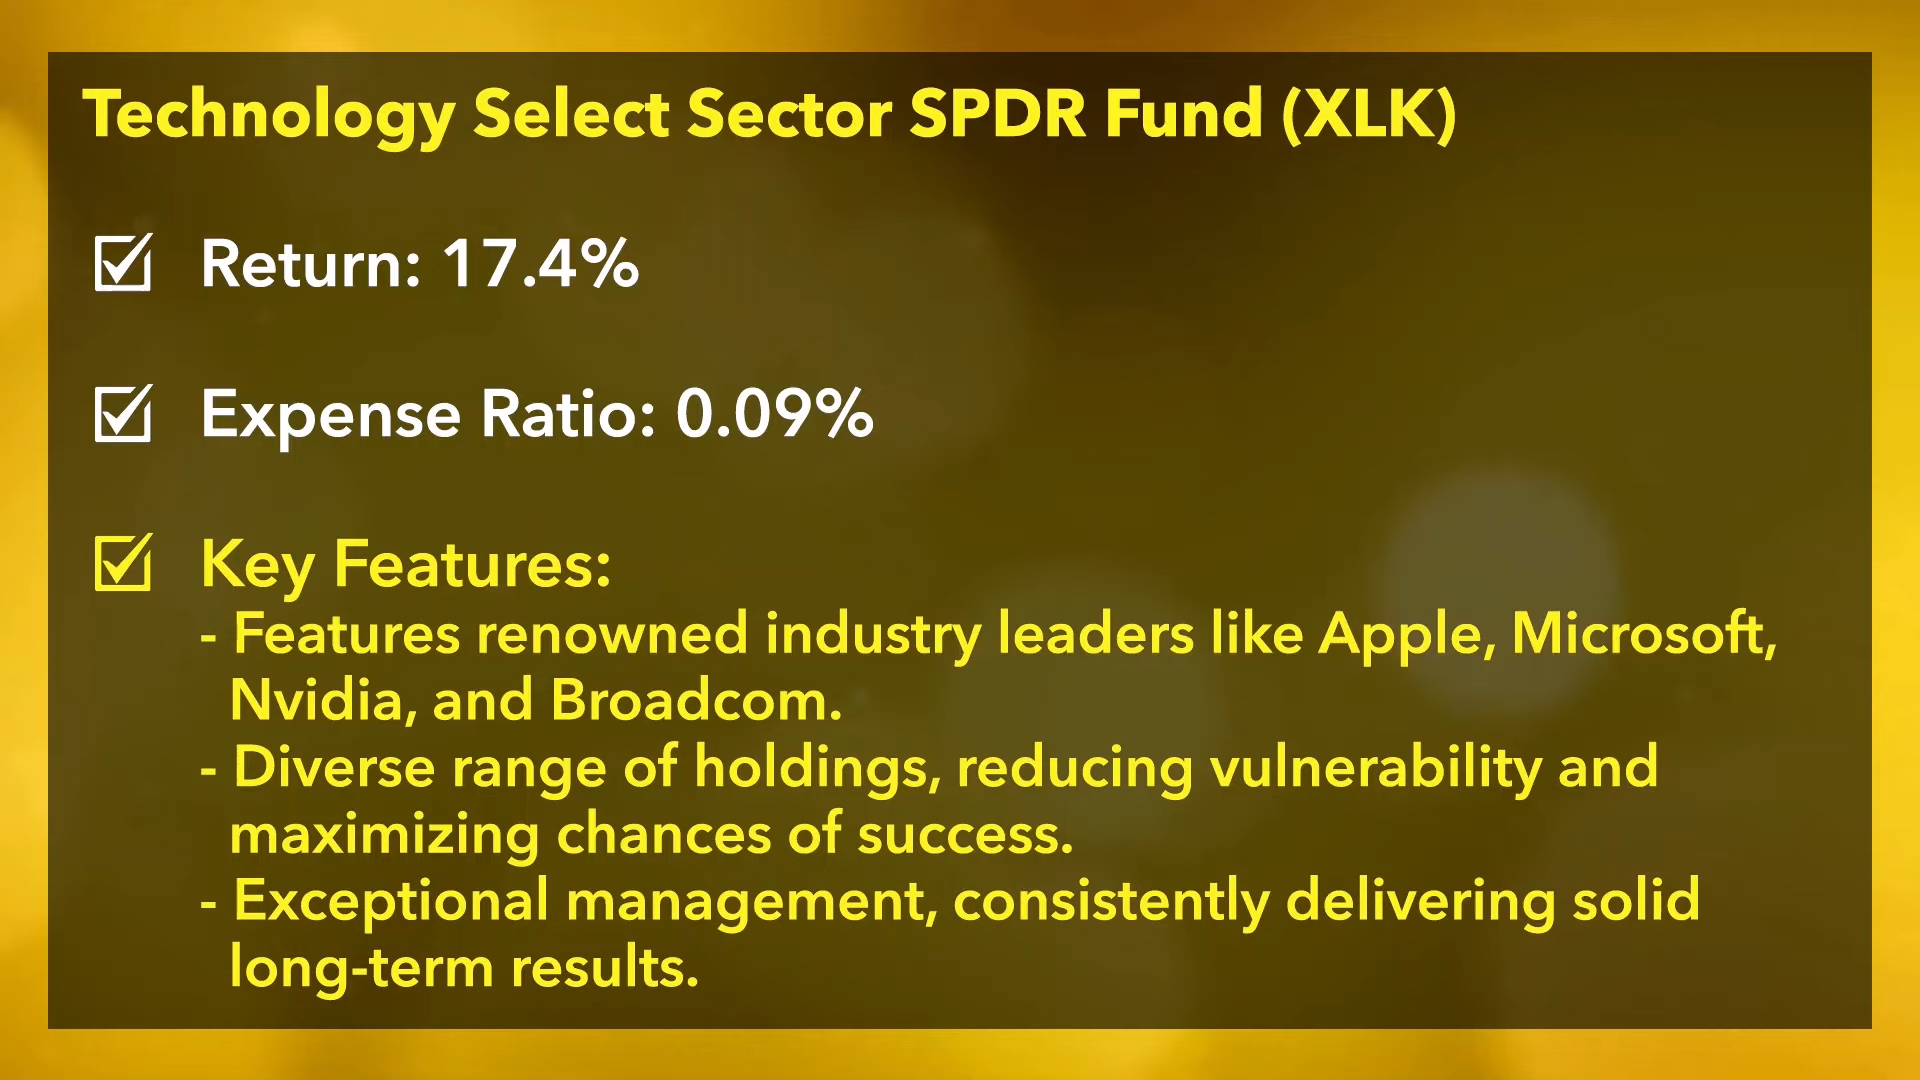 Technology Select Sector SPDR Fund (XLK)
Return: 17.4%
Expense Ratio: 0.09%
Key Features:
- Features renowned industry leaders like Apple, Microsoft,
Nvidia, and Broadcom.
- Diverse range of holdings, reducing vulnerability and
maximizing chances of success.
- Exceptional management, consistently delivering solid
long-term results.